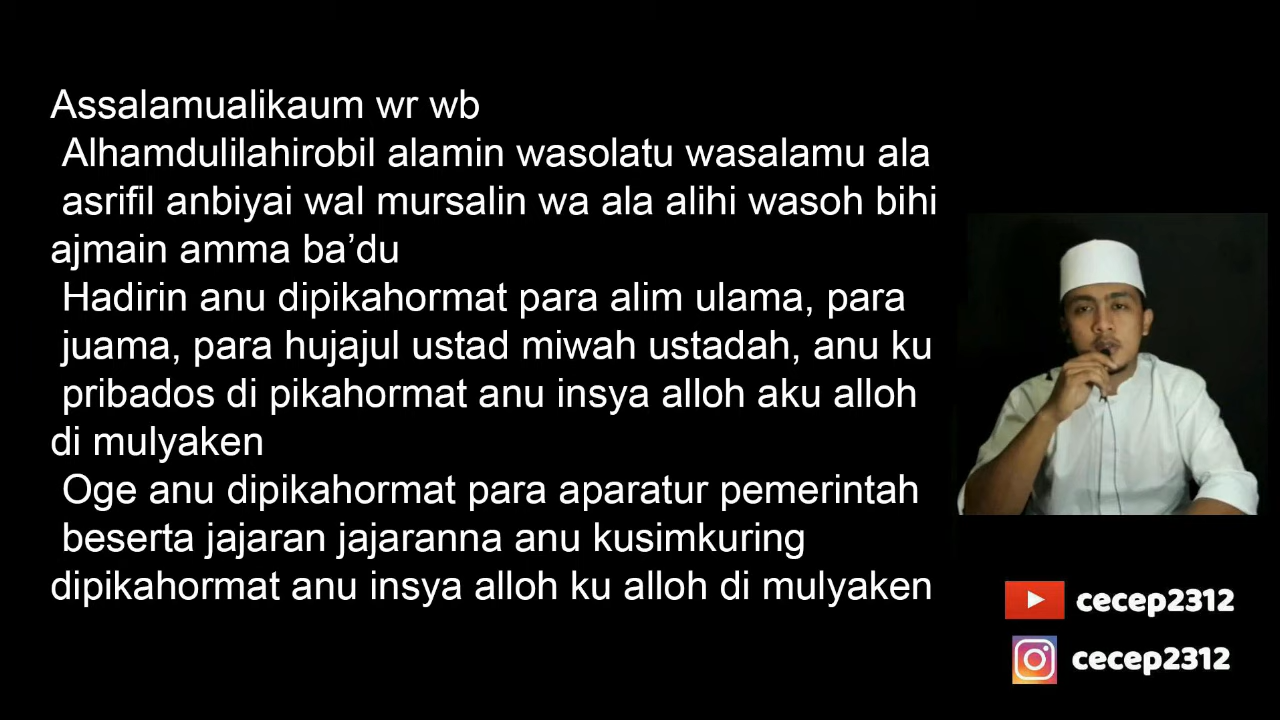 Assalamualikaum wr wb
Alhamdulilahirobil alamin wasolatu wasalamu ala
asrifil anbiyai wal mursalin wa ala alihi wasoh bihi
ajmain amma ba’du
Hadirin anu dipikahormat para alim ulama, para
juama, para hujajul ustad miwah ustadah, anu ku
pribados di pikahormat anu insya alloh aku alloh
di mulyaken
Oge anu dipikahormat para aparatur pemerintah
beserta jajaran jajaranna anu kusimkuring
dipikahormat anu insya alloh ku alloh di mulyaken
cecep2312
cecep2312